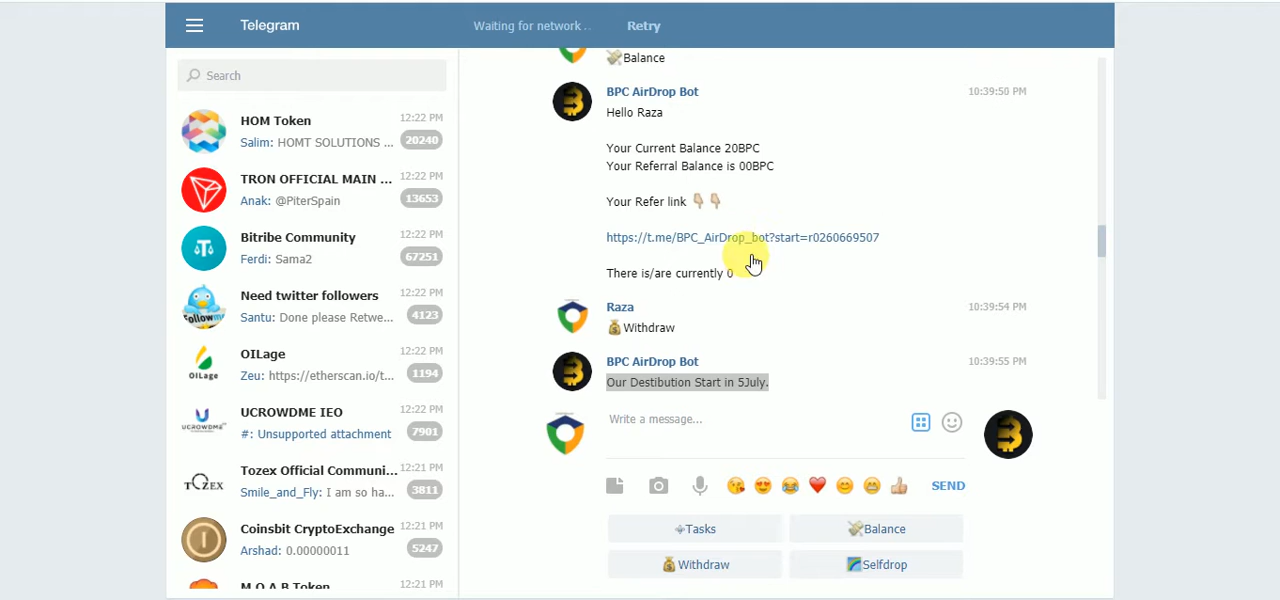 Telegram
Waiting for network . .
Retry
Search
HOM Token
12:22 PM
Salim: HOMT SOLUTIONS ...
20240
TRON OFFICIAL MAIN ...
12:22 PM
Anak: @PiterSpain
13653
Bitribe Community
12:22 PM
Ferdi: Sama2
67251
Need twitter followers
12:22 PM
Santu: Done please Retwe...
4123
OILage
12:22 PM
Zeu: https://etherscan.io/t...
1194
UCROWDME IEO
12:22 PM
#: Unsupported attachment
7901
Tozex Official Communi...
12:21 PM
Smile_and_Fly: I am so ha...
3811
Coinsbit CryptoExchange
12:21 PM
Arshad: 0.00000011
5247
M.O.A.B Token
12:21 PM
💸Balance
BPC AirDrop Bot
10:39:50 PM
Hello Raza
Your Current Balance 20BPC
Your Referral Balance is 00BPC
Your Refer link 👇🏼👇🏼
https://t.me/BPC_AirDrop_bot?start=r0260669507
There is/are currently 0
Raza
10:39:54 PM
💰Withdraw
BPC AirDrop Bot
10:39:55 PM
Our Destibution Start in 5July.
Write a message...
SEND
Tasks
💸Balance
💰Withdraw
Selfdrop